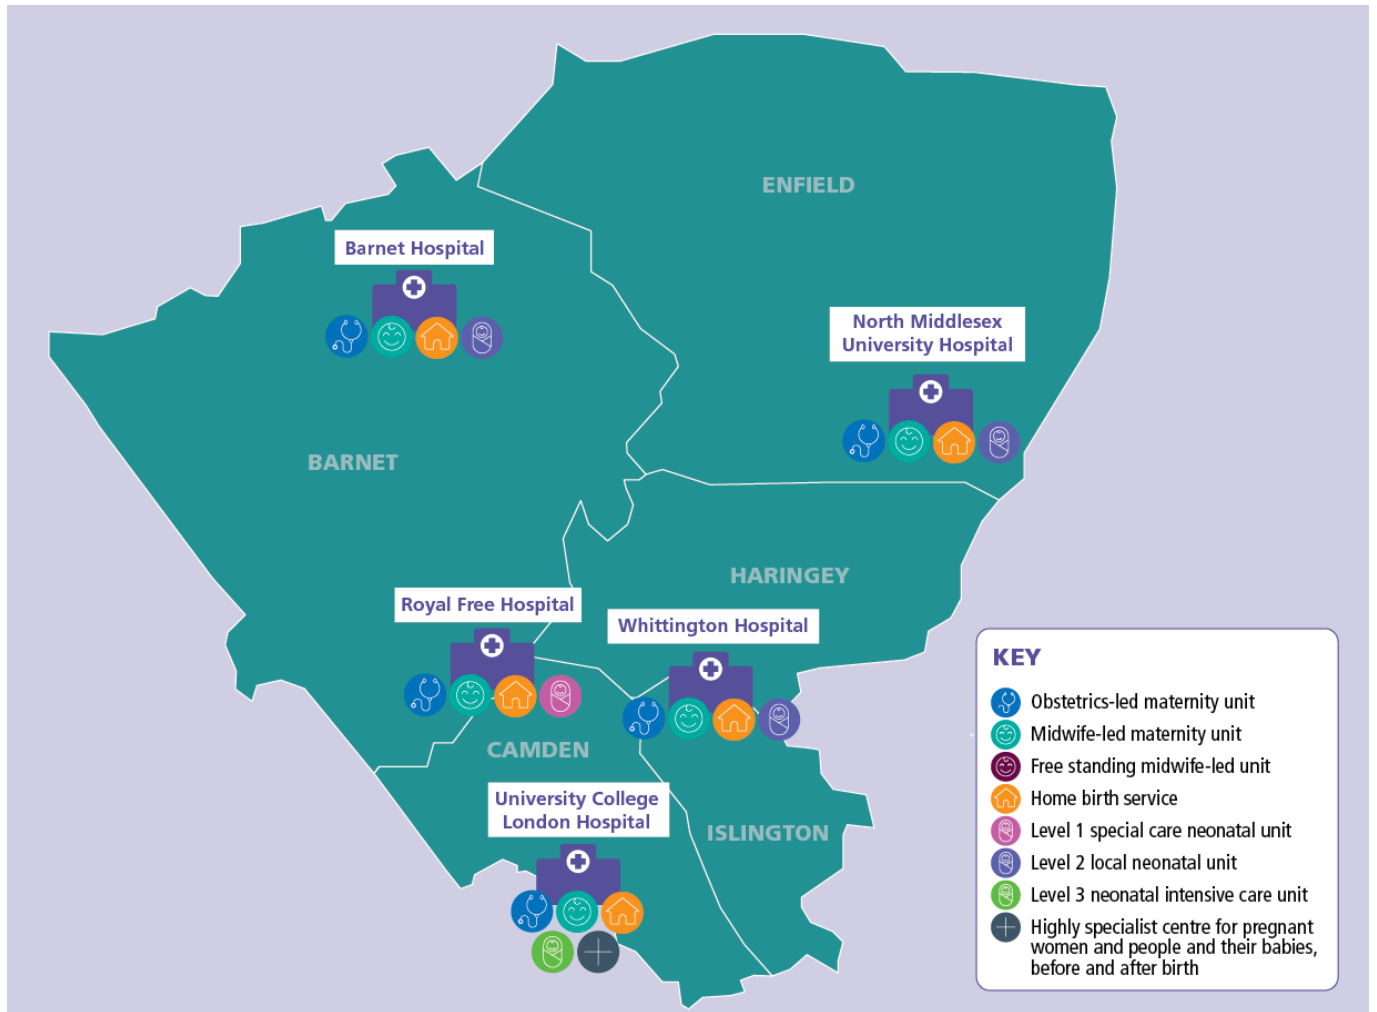 ENFIELD
Barnet Hospital
North Middlesex
University Hospital
BARNET
HARINGEY
Royal Free Hospital
Whittington Hospital
CAMDEN
University College
London Hospital
ISLINGTON
KEY
Obstetrics-led maternity unit
Midwife-led maternity unit
Free standing midwife-led unit
Home birth service
Level 1 special care neonatal unit
Level 2 local neonatal unit
Level 3 neonatal intensive care unit
Highly specialist centre for pregnant
women and people and their babies,
before and after birth